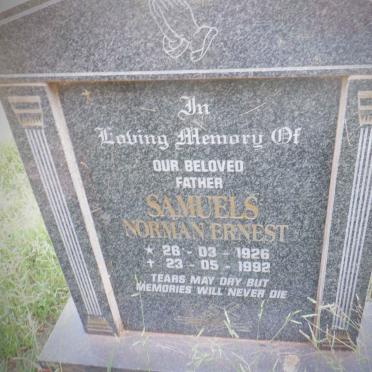 In
Loving Memory Of
OUR BELOVED
FATHER
SAMUELS
NORMAN ERNEST
★ 28 - 03 - 1926
✝ 23 - 05 - 1992
TEARS MAY DRY BUT
MEMORIES WILL NEVER DIE